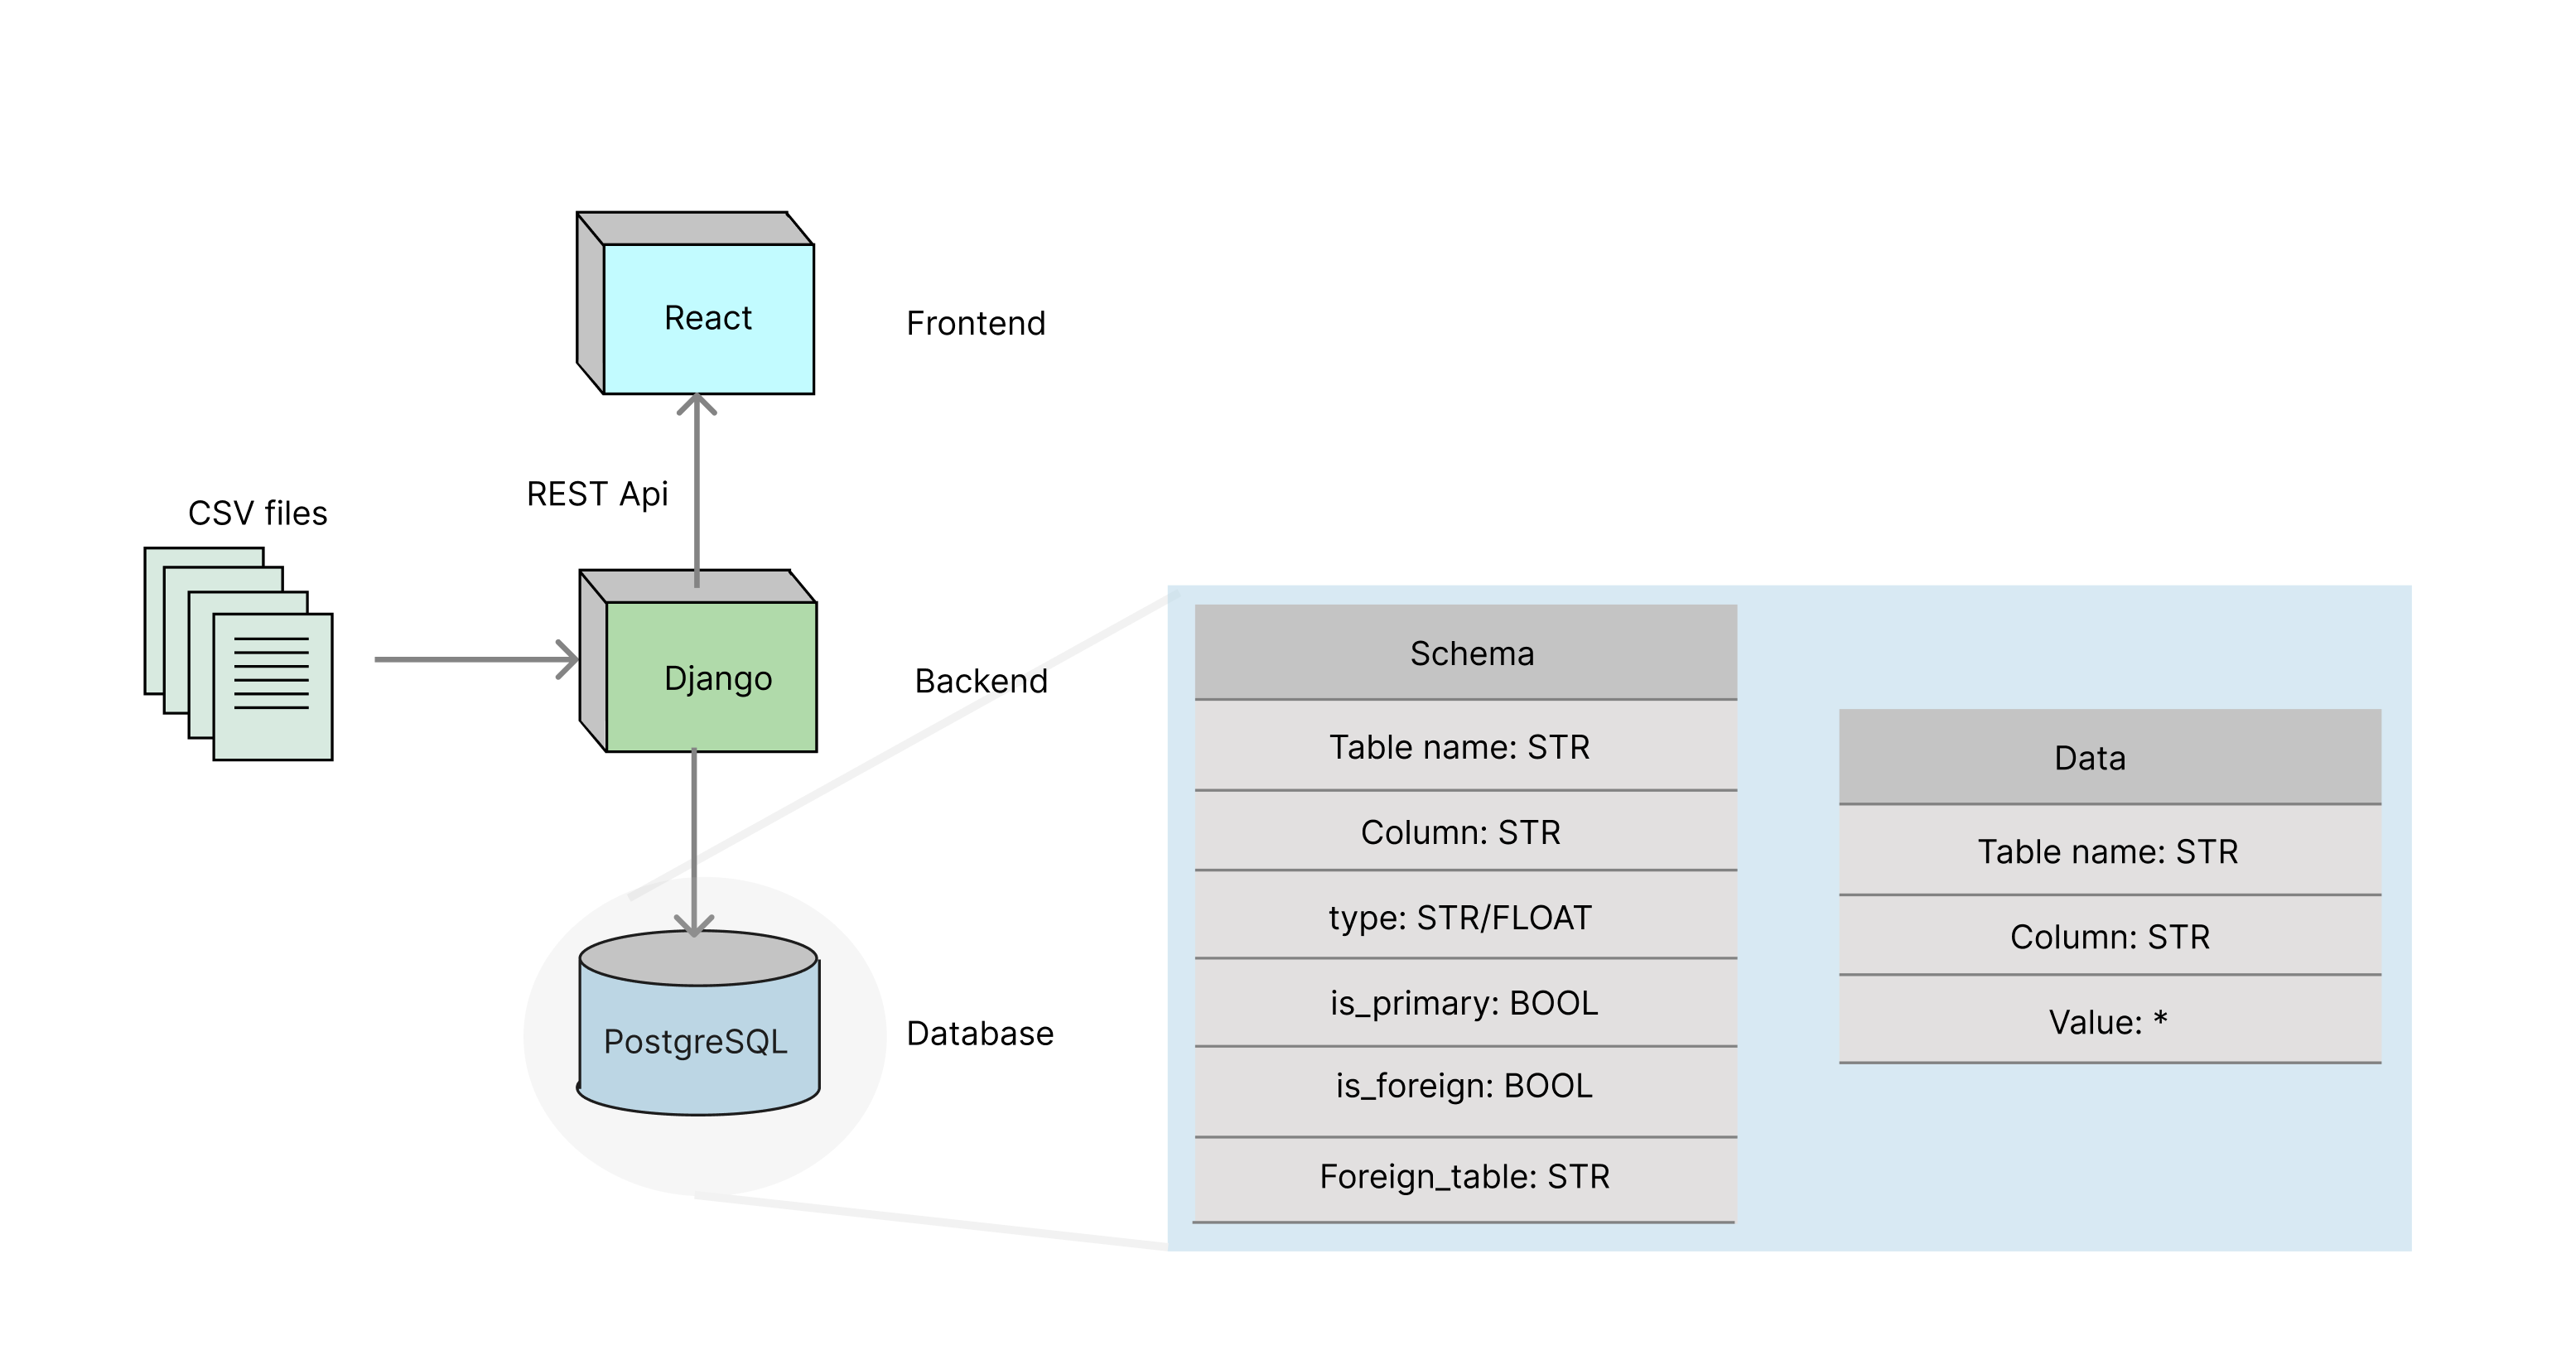 React
Frontend
REST Api
CSV files
Django
Backend
PostgreSQL
Database
Schema
Table name: STR
Column: STR
type: STR/FLOAT
is_primary: BOOL
is_foreign: BOOL
Foreign_table: STR
Data
Table name: STR
Column: STR
Value: *